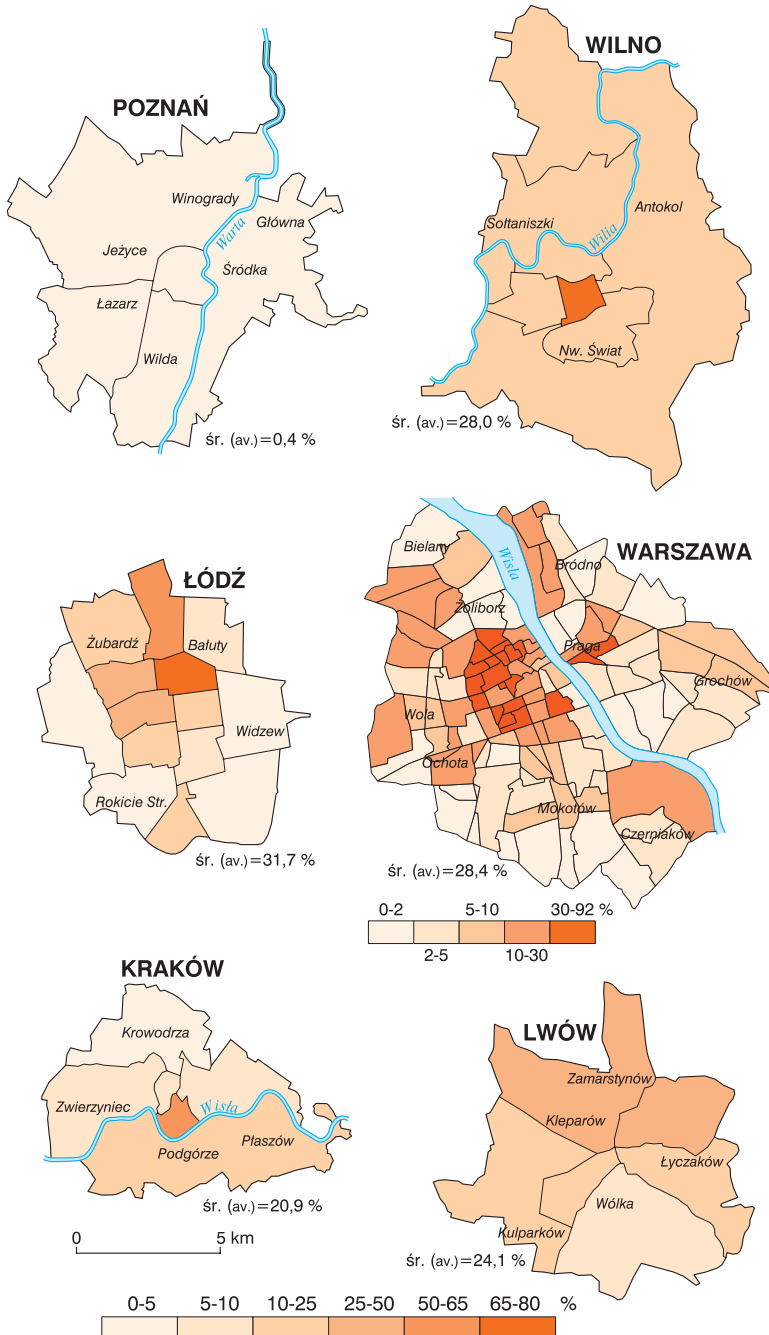 POZNAŃ
Winogrady
Główna
Warta
Jeżyce
Śródka
Łazarz
Wilda
śr. (av.)=0,4 %
WILNO
Antokol
Sołtaniszki
Wilia
Nw. Świat
śr. (av.)=28,0 %
ŁÓDŹ
Żubardź
Bałuty
Widzew
Rokicie Str.
śr. (av.)=31,7 %
WARSZAWA
Bielany
Wisła
Bródno
Żoliborz
Praga
Grochów
Wola
Ochota
Mokotów
Czerniaków
śr. (av.)=28,4 %
0-2 5-10 30-92 %
2-5 10-30
KRAKÓW
Krowodrza
Zwierzyniec
Wisła
Płaszów
Podgórze
śr. (av.)=20,9 %
0 5 km
LWÓW
Zamarstynów
Kleparów
Łyczaków
Wólka
Kulparków
śr. (av.)=24,1 %
0-5 5-10 10-25 25-50 50-65 65-80 %